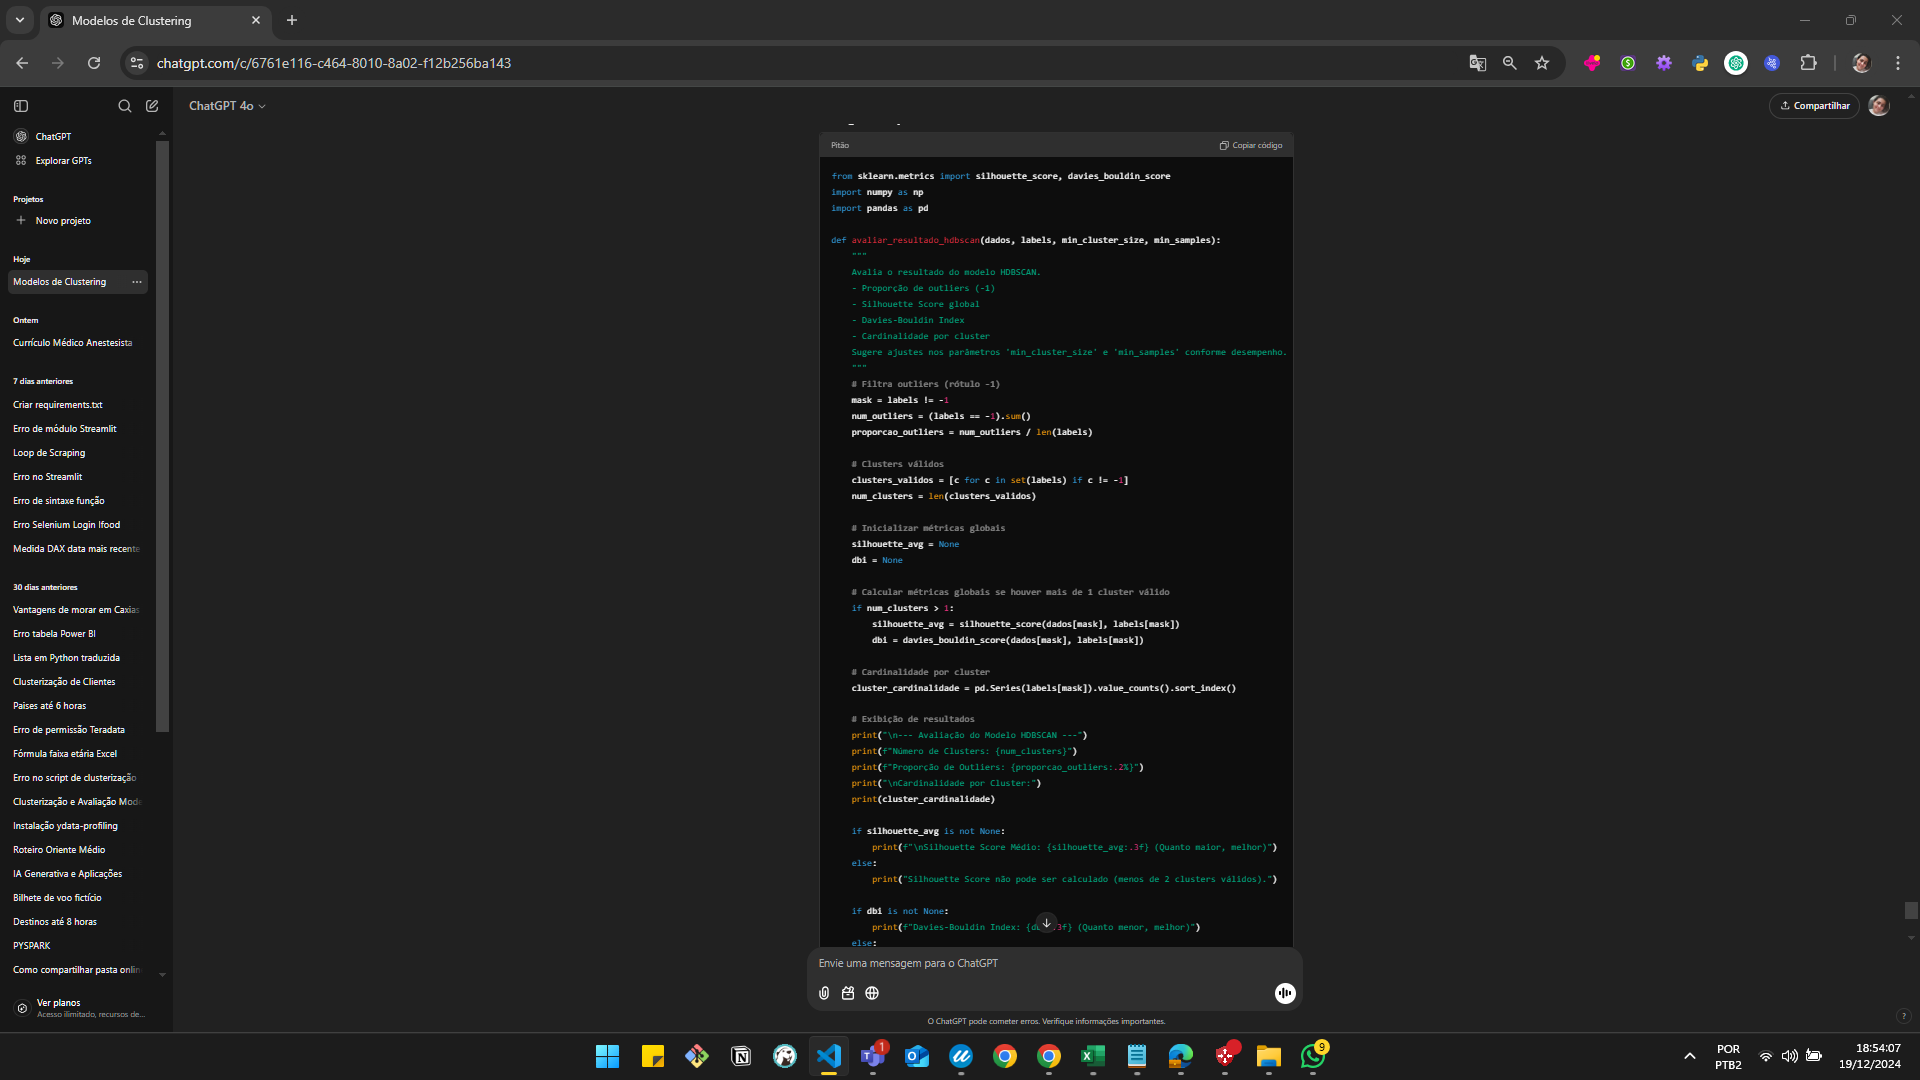 Modelos de Clustering
chatgpt.com/c/6761e116-c464-8010-8a02-f12b256ba143
ChatGPT
Explorar GPTs
Projetos
Novo projeto
Hoje
Modelos de Clustering
Ontem
Currículo Médico Anestesista
7 dias anteriores
Criar requirements.txt
Erro de módulo Streamlit
Loop de Scraping
Erro no Streamlit
Erro de sintaxe função
Erro Selenium Login Ifood
Medida DAX data mais recente
30 dias anteriores
Vantagens de morar em Caxias
Erro tabela Power BI
Lista em Python traduzida
Clusterização de Clientes
Paises até 6 horas
Erro de permissão Teradata
Fórmula faixa etária Excel
Erro no script de clusterização
Clusterização e Avaliação Mode
Instalação ydata-profiling
Roteiro Oriente Médio
IA Generativa e Aplicações
Bilhete de voo fictício
Destinos até 8 horas
PYSPARK
Como compartilhar pasta onlin
Ver planos
Acesso ilimitado, recursos de...
ChatGPT 4o
Compartilhar
Pitão
Copiar código
from sklearn.metrics import silhouette_score, davies_bouldin_score
import numpy as np
import pandas as pd
def avaliar_resultado_hdbscan(dados, labels, min_cluster_size, min_samples):
"""
Avalia o resultado do modelo HDBSCAN.
- Proporção de outliers (-1)
- Silhouette Score global
- Davies-Bouldin Index
- Cardinalidade por cluster
Sugere ajustes nos parâmetros 'min_cluster_size' e 'min_samples' conforme desempenho.
"""
# Filtra outliers (rótulo -1)
mask = labels != -1
num_outliers = (labels == -1).sum()
proporcao_outliers = num_outliers / len(labels)
# Clusters válidos
clusters_validos = [c for c in set(labels) if c != -1]
num_clusters = len(clusters_validos)
# Inicializar métricas globais
silhouette_avg = None
dbi = None
# Calcular métricas globais se houver mais de 1 cluster válido
if num_clusters > 1:
silhouette_avg = silhouette_score(dados[mask], labels[mask])
dbi = davies_bouldin_score(dados[mask], labels[mask])
# Cardinalidade por cluster
cluster_cardinalidade = pd.Series(labels[mask]).value_counts().sort_index()
# Exibição de resultados
print("\n--- Avaliação do Modelo HDBSCAN ---")
print(f"Número de Clusters: {num_clusters}")
print(f"Proporção de Outliers: {proporcao_outliers:.2%}")
print("\nCardinalidade por Cluster:")
print(cluster_cardinalidade)
if silhouette_avg is not None:
print(f"\nSilhouette Score Médio: {silhouette_avg:.3f} (Quanto maior, melhor)")
else:
print("Silhouette Score não pode ser calculado (menos de 2 clusters válidos).")
if dbi is not None:
print(f"Davies-Bouldin Index: {d 3f} (Quanto menor, melhor)")
else:
Envie uma mensagem para o ChatGPT
O ChatGPT pode cometer erros. Verifique informações importantes.
?
1
9
POR
PTB2
18:54:07
19/12/2024